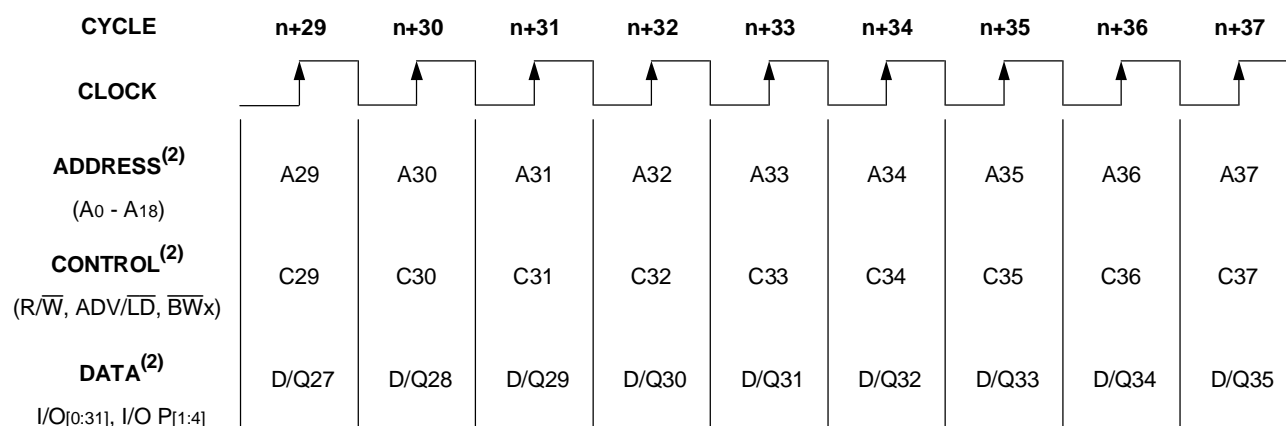 CYCLE n+29 n+30 n+31 n+32 n+33 n+34 n+35 n+36 n+37
CLOCK
ADDRESS(2) A29 A30 A31 A32 A33 A34 A35 A36 A37
(A0 - A18)
CONTROL(2) C29 C30 C31 C32 C33 C34 C35 C36 C37
(R/W̅, ADV/L̅D̅, B̅W̅x)
DATA(2) D/Q27 D/Q28 D/Q29 D/Q30 D/Q31 D/Q32 D/Q33 D/Q34 D/Q35
I/O[0:31], I/O P[1:4]